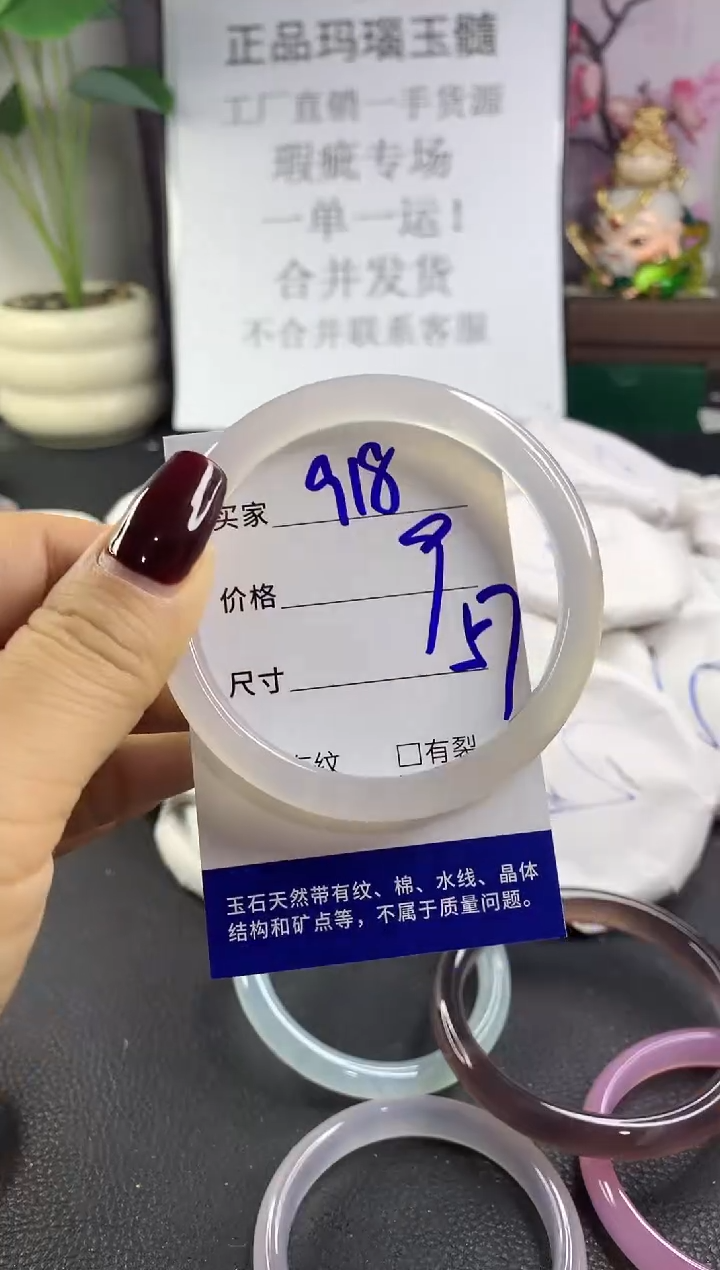 正品玛瑙玉髓
工厂直销一手货源
瑕疵专场
一单一运！
合并发货
不合并联系客服
买家 918
价格 9
尺寸 57
有纹 □有裂
玉石天然带有纹、棉、水线、晶体
结构和矿点等，不属于质量问题。